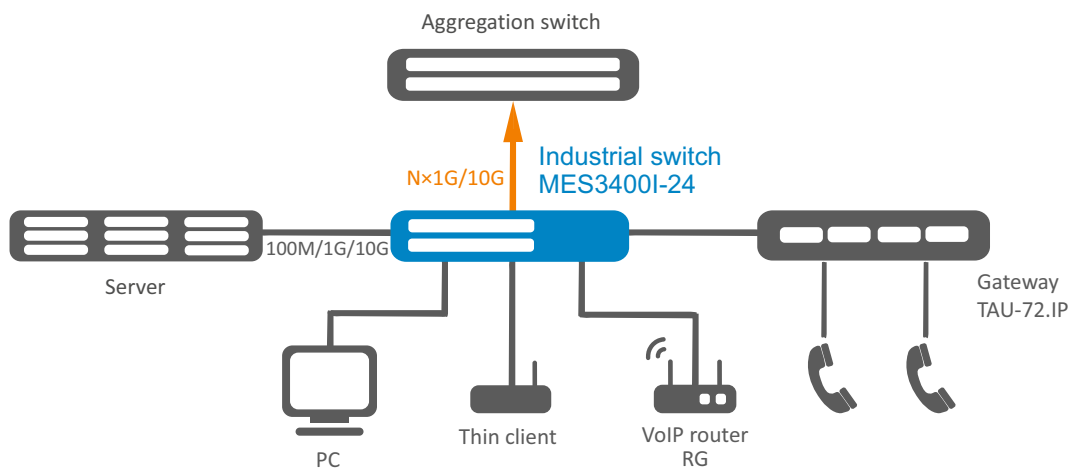 Aggregation switch
Industrial switch
MES3400I-24
N×1G/10G
100M/1G/10G
Server
Gateway
TAU-72.IP
PC
Thin client
VoIP router
RG